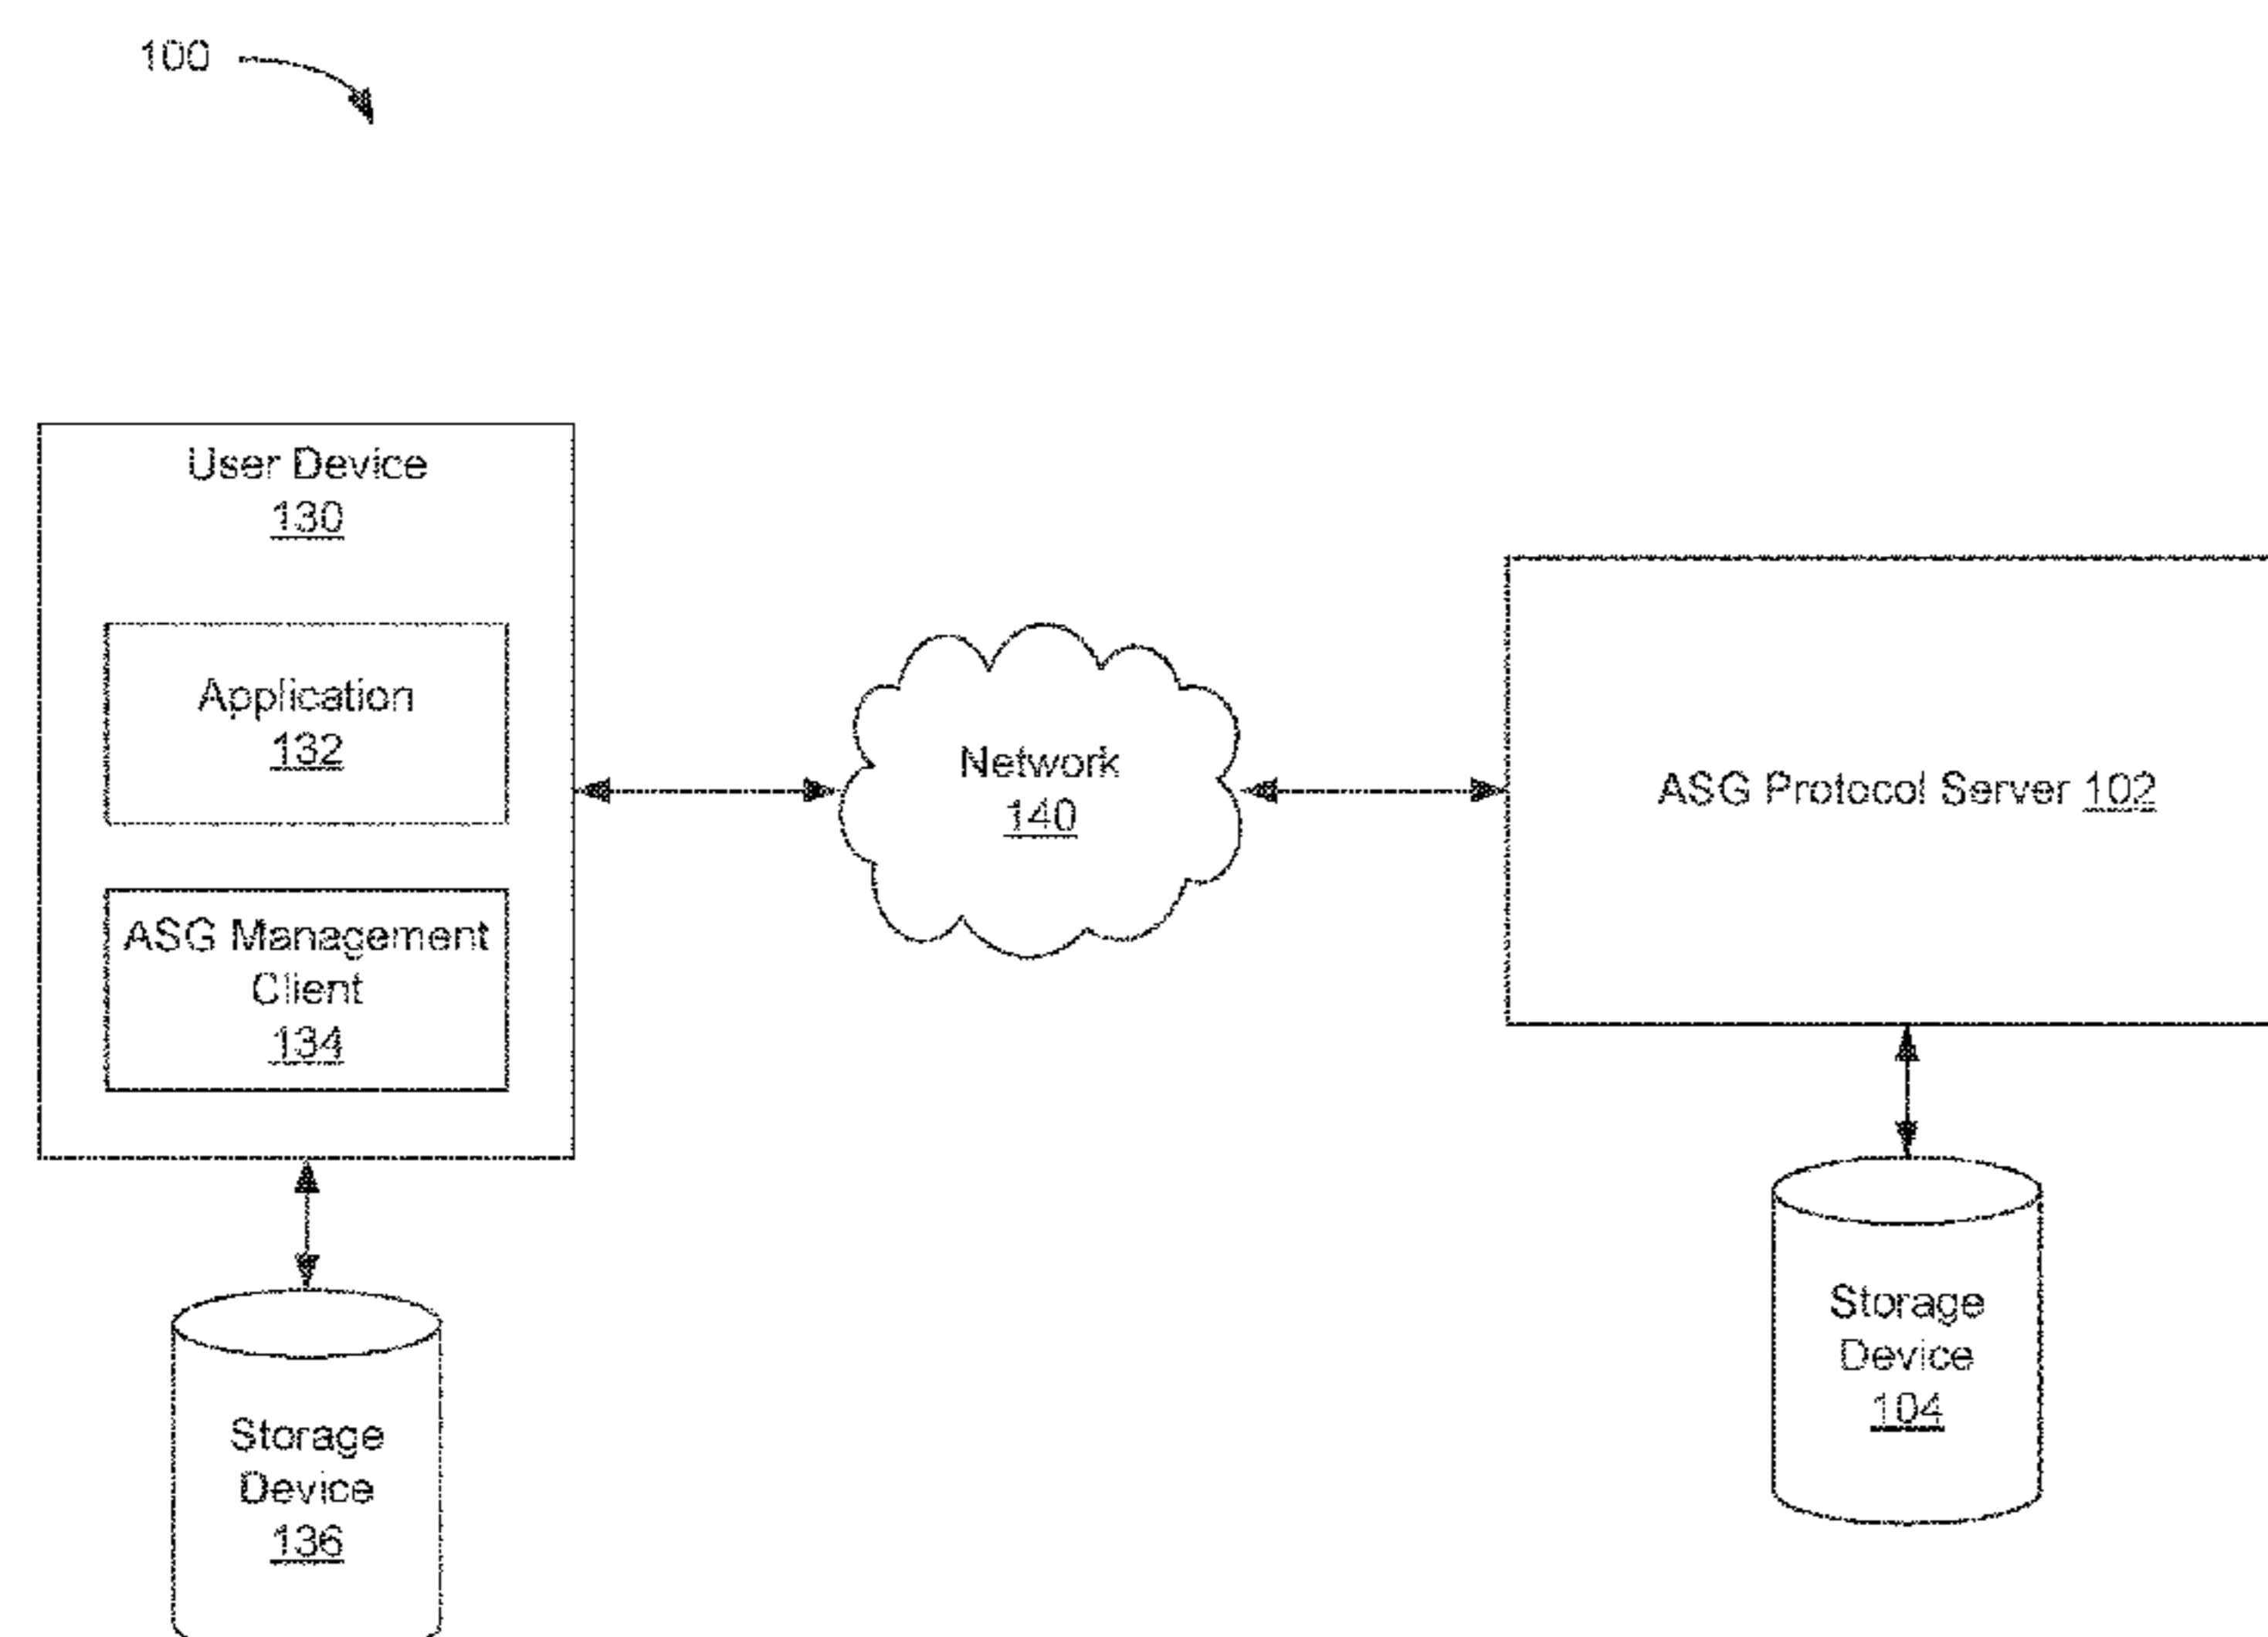 100
User Device
130
Application
132
ASG Management
Client
134
Storage
Device
136
Network
140
ASG Protocol Server 102
Storage
Device
104